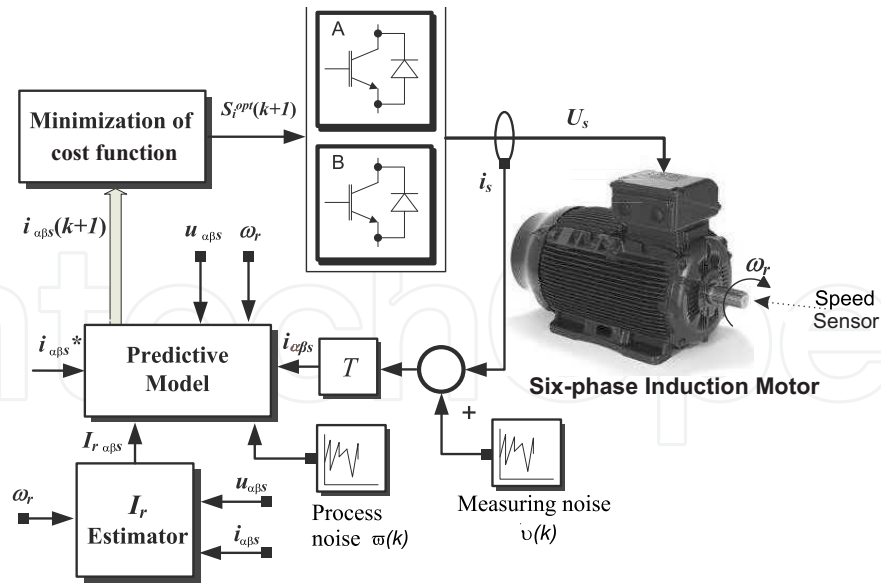 A
S_i^opt(k+1)
Minimization of
cost function
U_s
B
i_s
i_αβs(k+1)
u_αβs
ω_r
ω_r
Speed
Sensor
i_αβs*
Predictive
Model
i_αβs
T
Six-phase Induction Motor
+
I_r αβs
ω_r
I_r
Estimator
u_αβs
i_αβs
Process
noise ϖ(k)
Measuring noise
υ(k)